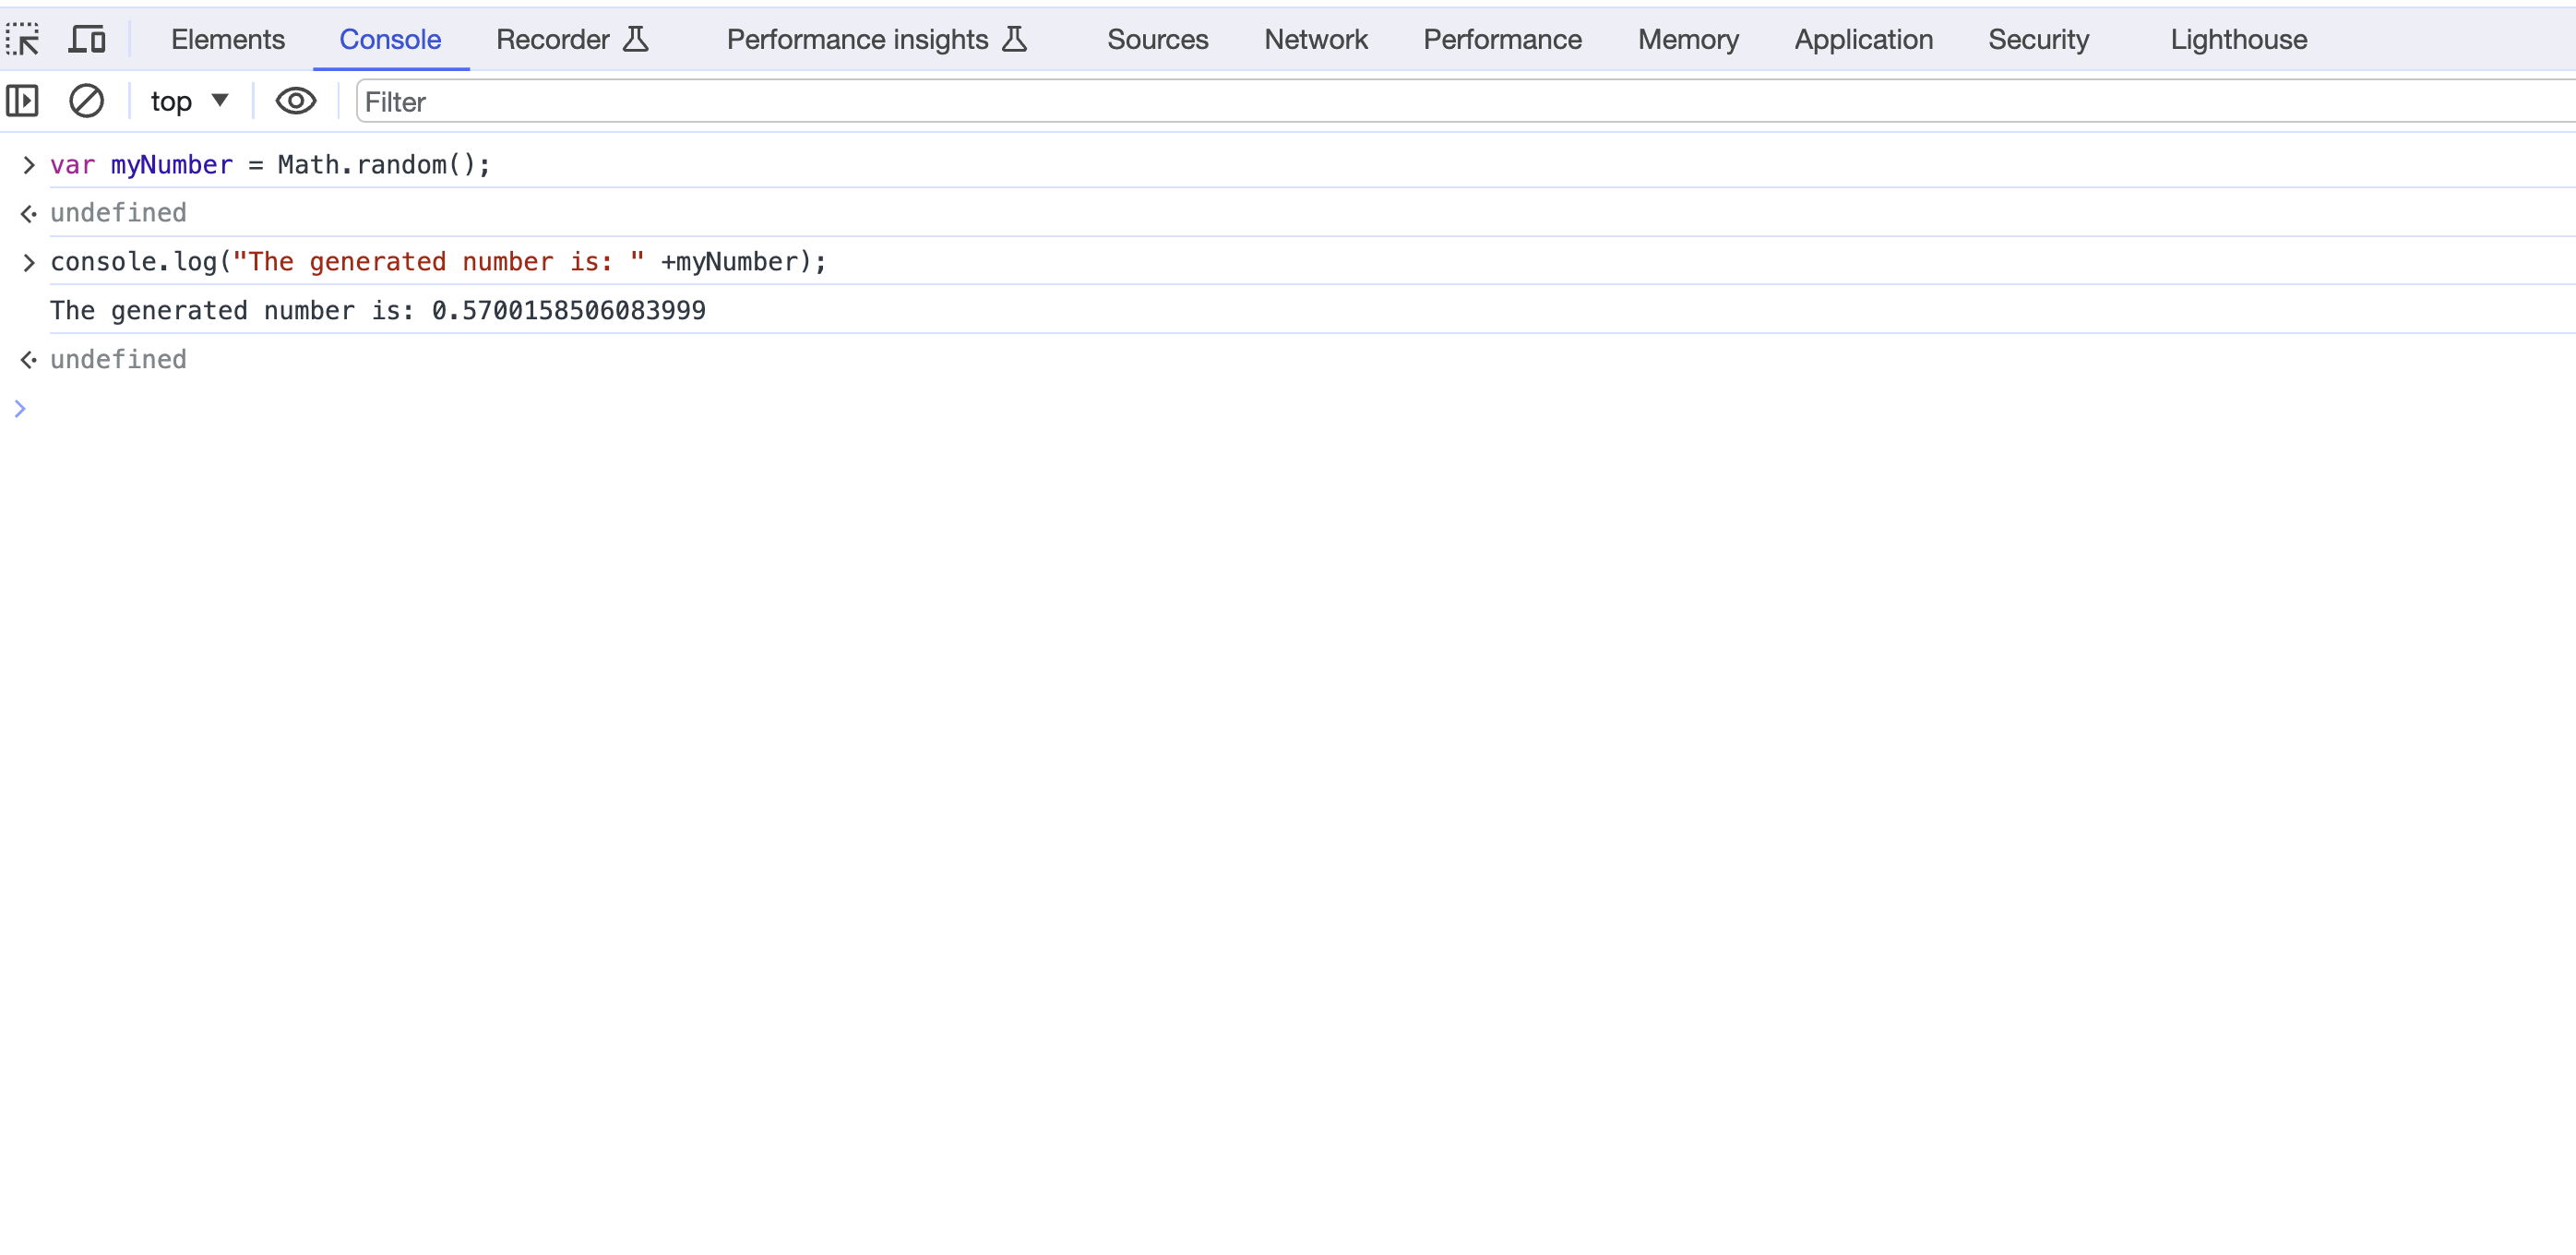 Elements Console Recorder Performance insights Sources Network Performance Memory Application Security Lighthouse
top Filter
var myNumber = Math.random();
undefined
console.log("The generated number is: " +myNumber);
The generated number is: 0.5700158506083999
undefined